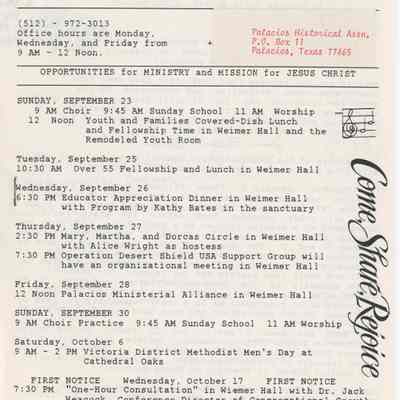 (512) - 972-3013
Office hours are Monday,
Wednesday, and Friday from
9 AM - 12 Noon.
+
Palacios Historical Assn,
P.O. Box 11
Palacios, Texas 77465
OPPORTUNITIES for MINISTRY and MISSION for JESUS CHRIST
SUNDAY, SEPTEMBER 23
9 AM Choir 9:45 AM Sunday School 11 AM Worship
12 Noon Youth and Families Covered-Dish Lunch
and Fellowship Time in Weimer Hall and the
Remodeled Youth Room
Tuesday, September 25
10:30 AM Over 55 Fellowship and Lunch in Weimer Hall
Wednesday, September 26
6:30 PM Educator Appreciation Dinner in Weimer Hall
with Program by Kathy Bates in the sanctuary
Thursday, September 27
2:30 PM Mary, Martha, and Dorcas Circle in Weimer Hall
with Alice Wright as hostess
7:30 PM Operation Desert Shield USA Support Group will
have an organizational meeting in Weimer Hall
Friday, September 28
12 Noon Palacios Ministerial Alliance in Weimer Hall
SUNDAY, SEPTEMBER 30
9 AM Choir Practice 9:45 AM Sunday School 11 AM Worship
Saturday, October 6
9 AM - 2 PM Victoria District Methodist Men's Day at
Cathedral Oaks
FIRST NOTICE Wednesday, October 17 FIRST NOTICE
7:30 PM "One-Hour Consultation" in Wiemer Hall with Dr. Jack
Conference Director of Congregational
Come Share Rejoice